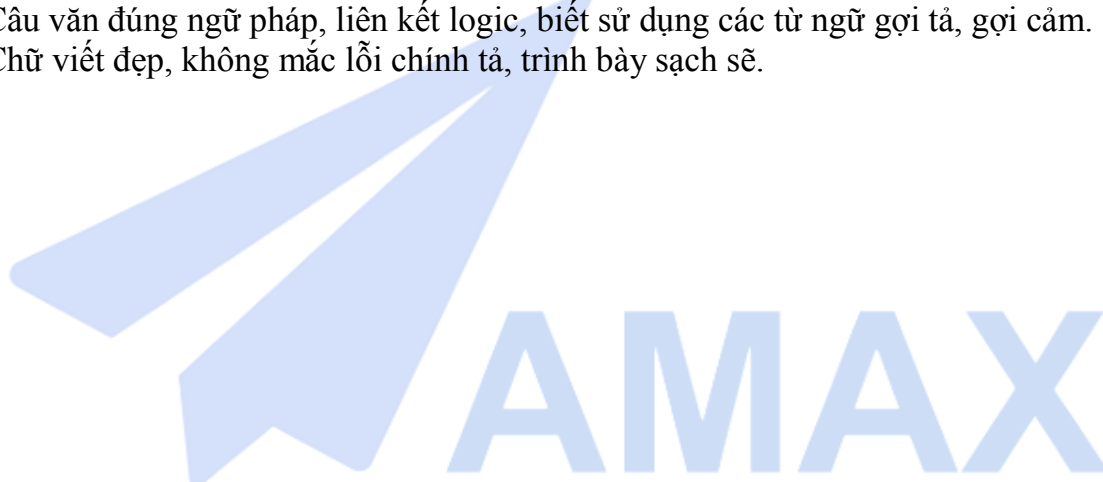 Câu văn đúng ngữ pháp, liên kết logic, biết sử dụng các từ ngữ gợi tả, gợi cảm.
Chữ viết đẹp, không mắc lỗi chính tả, trình bày sạch sẽ.
AMAX